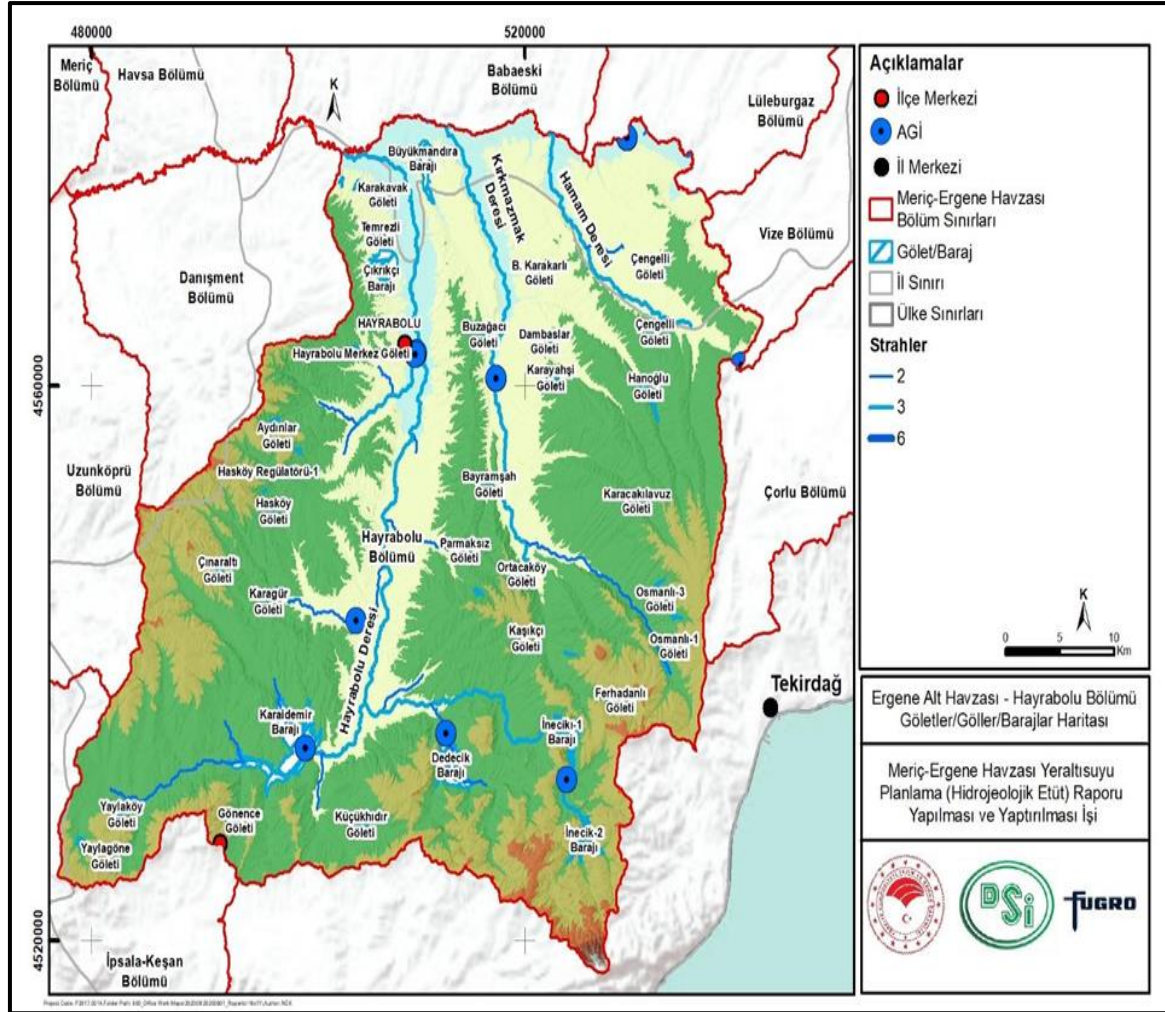 480000
520000
Meriç
Bölümü
Havsa Bölümü
Babaeski
Bölümü
Lüleburgaz
Bölümü
K
Büyükmandıra
Barajı
Karakavak
Göleti
Kırkmazmak
Deresi
Hamam Deresi
Temrezli
Göleti
Vize Bölümü
Danışment
Bölümü
Çıkrıkçı
Barajı
B. Karakarlı
Göleti
Çengelli
Göleti
HAYRABOLU
Hayrabolu Merkez Göleti
Buzağacı
Göleti
Dambaslar
Göleti
Çengelli
Göleti
Karayahşi
Göleti
Hanoğlu
Göleti
4560000
Aydınlar
Göleti
Hasköy Regülatörü-1
Uzunköprü
Bölümü
Bayramşah
Göleti
Karacakılavuz
Göleti
Çorlu Bölümü
Hasköy
Göleti
Hayrabolu
Bölümü
Parmaksız
Göleti
Çınaraltı
Göleti
Ortacaköy
Göleti
Karagür
Göleti
Osmanlı-3
Göleti
Kaşıkçı
Göleti
Osmanlı-1
Göleti
Hayrabolu Deresi
Ferhadanlı
Göleti
Tekirdağ
Karaidemir
Barajı
İnecikı-1
Barajı
Dedecik
Barajı
Yaylaköy
Göleti
Gönence
Göleti
Küçükhıdır
Göleti
İnecik-2
Barajı
Yaylagöne
Göleti
4520000
İpsala-Keşan
Bölümü
Açıklamalar
İlçe Merkezi
AGİ
İl Merkezi
Meriç-Ergene Havzası
Bölüm Sınırları
Gölet/Baraj
İl Sınırı
Ülke Sınırları
Strahler
2
3
6
K
0 5 10
Km
Ergene Alt Havzası - Hayrabolu Bölümü
Göletler/Göller/Barajlar Haritası
Meriç-Ergene Havzası Yeraltısuyu
Planlama (Hidrojeolojik Etüt) Raporu
Yapılması ve Yaptırılması İşi
DSİ
FUGRO